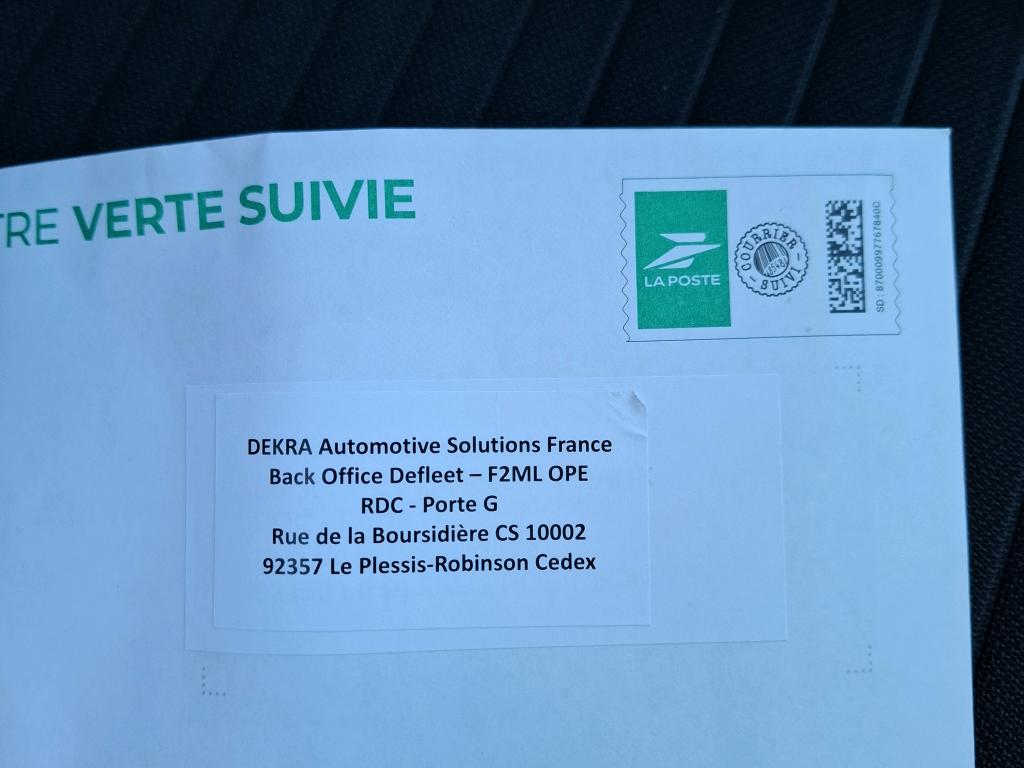 TRE VERTE SUIVIE
LA POSTE
COURRIER
SUIVI
SD: 87000997767840C
DEKRA Automotive Solutions France
Back Office Defleet – F2ML OPE
RDC - Porte G
Rue de la Boursidière CS 10002
92357 Le Plessis-Robinson Cedex